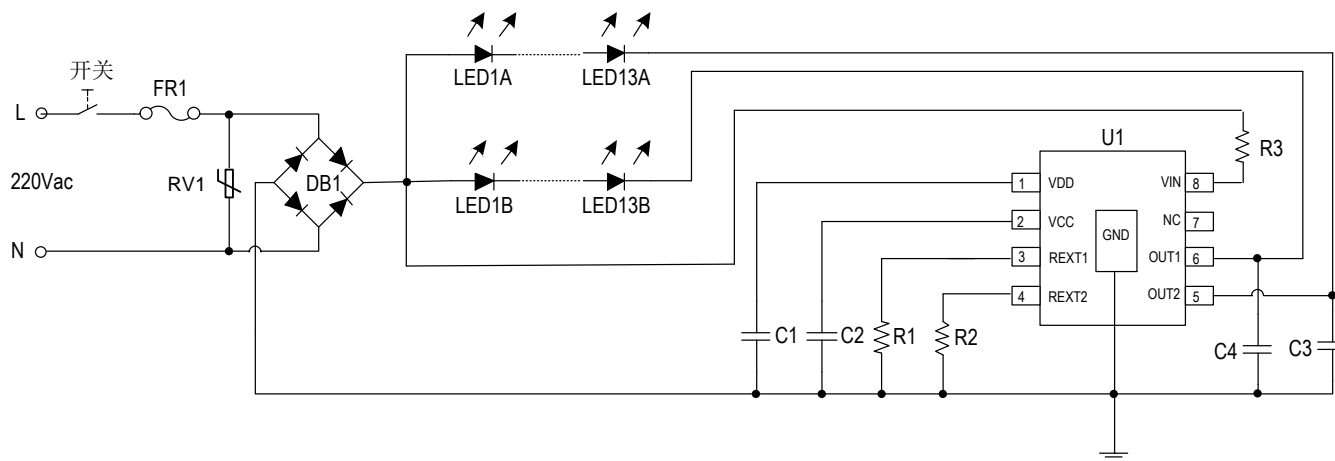 开关
L
FR1
220Vac
RV1
DB1
N
LED1A
LED13A
LED1B
LED13B
U1
R3
1
VDD
VIN
8
2
VCC
NC
7
GND
3
REXT1
OUT1
6
4
REXT2
OUT2
5
C1
C2
R1
R2
C4
C3